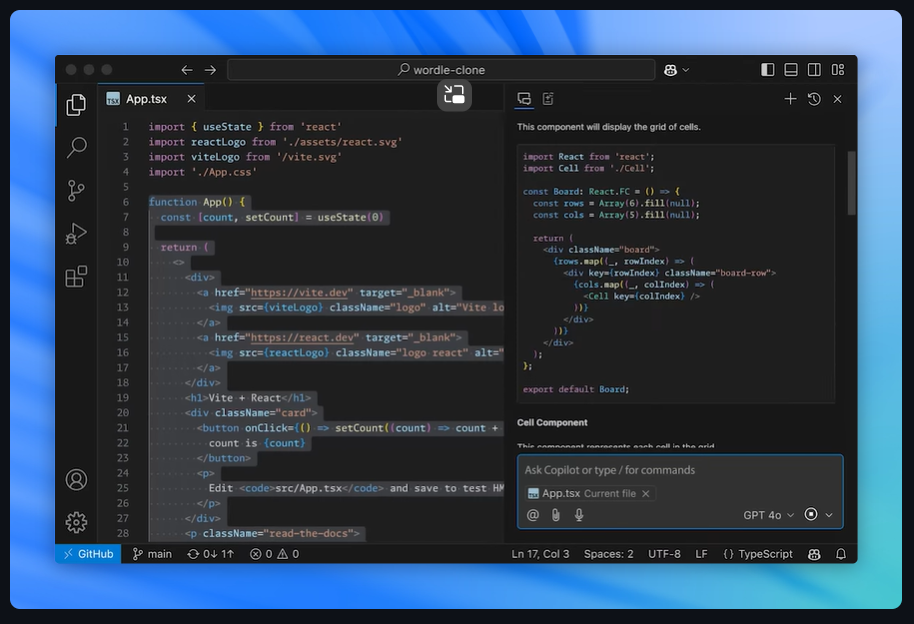 wordle-clone
TSX App.tsx
1 import { useState } from 'react'
2 import reactLogo from './assets/react.svg'
3 import viteLogo from '/vite.svg'
4 import './App.css'
5
6 function App() {
7 const [count, setCount] = useState(0)
8
9 return (
10 <>
11 <div>
12 <a href="https://vite.dev" target="_blank">
13 <img src={viteLogo} className="logo" alt="Vite lo
14 </a>
15 <a href="https://react.dev" target="_blank">
16 <img src={reactLogo} className="logo react" alt="
17 </a>
18 </div>
19 <h1>Vite + React</h1>
20 <div className="card">
21 <button onClick={() => setCount((count) => count +
22 count is {count}
23 </button>
24 <p>
25 Edit <code>src/App.tsx</code> and save to test HM
26 </p>
27 </div>
28 <p className="read-the-docs">
This component will display the grid of cells.
import React from 'react';
import Cell from './Cell';
const Board: React.FC = () => {
const rows = Array(6).fill(null);
const cols = Array(5).fill(null);
return (
<div className="board">
{rows.map((_, rowIndex) => (
<div key={rowIndex} className="board-row">
{cols.map((_, colIndex) => (
<Cell key={colIndex} />
))}
</div>
))}
</div>
);
};
export default Board;
Cell Component
This component represents each cell in the grid
Ask Copilot or type / for commands
App.tsx Current file
GPT 4o
GitHub main 0↓ 1↑ 0 0 Ln 17, Col 3 Spaces: 2 UTF-8 LF {} TypeScript